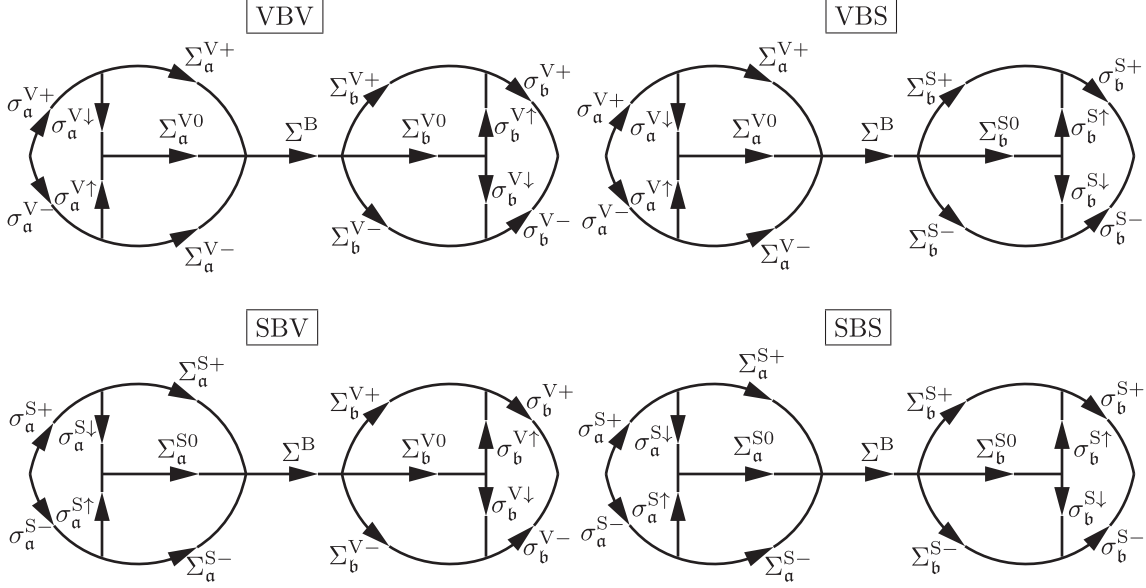 VBV
VBS
σ_𝔞^{V+} σ_𝔞^{V↓} Σ_𝔞^{V+} Σ_𝔞^{V0} σ_𝔞^{V↑} σ_𝔞^{V−} Σ_𝔞^{V−} Σ^B Σ_𝔟^{V+} Σ_𝔟^{V0} Σ_𝔟^{V−} σ_𝔟^{V+} σ_𝔟^{V↑} σ_𝔟^{V↓} σ_𝔟^{V−}
σ_𝔞^{V+} σ_𝔞^{V↓} Σ_𝔞^{V+} Σ_𝔞^{V0} σ_𝔞^{V↑} σ_𝔞^{V−} Σ_𝔞^{V−} Σ^B Σ_𝔟^{S+} Σ_𝔟^{S0} Σ_𝔟^{S−} σ_𝔟^{S+} σ_𝔟^{S↑} σ_𝔟^{S↓} σ_𝔟^{S−}
SBV
SBS
σ_𝔞^{S+} σ_𝔞^{S↓} Σ_𝔞^{S+} Σ_𝔞^{S0} σ_𝔞^{S↑} σ_𝔞^{S−} Σ_𝔞^{S−} Σ^B Σ_𝔟^{V+} Σ_𝔟^{V0} Σ_𝔟^{V−} σ_𝔟^{V+} σ_𝔟^{V↑} σ_𝔟^{V↓} σ_𝔟^{V−}
σ_𝔞^{S+} σ_𝔞^{S↓} Σ_𝔞^{S+} Σ_𝔞^{S0} σ_𝔞^{S↑} σ_𝔞^{S−} Σ_𝔞^{S−} Σ^B Σ_𝔟^{S+} Σ_𝔟^{S0} Σ_𝔟^{S−} σ_𝔟^{S+} σ_𝔟^{S↑} σ_𝔟^{S↓} σ_𝔟^{S−}